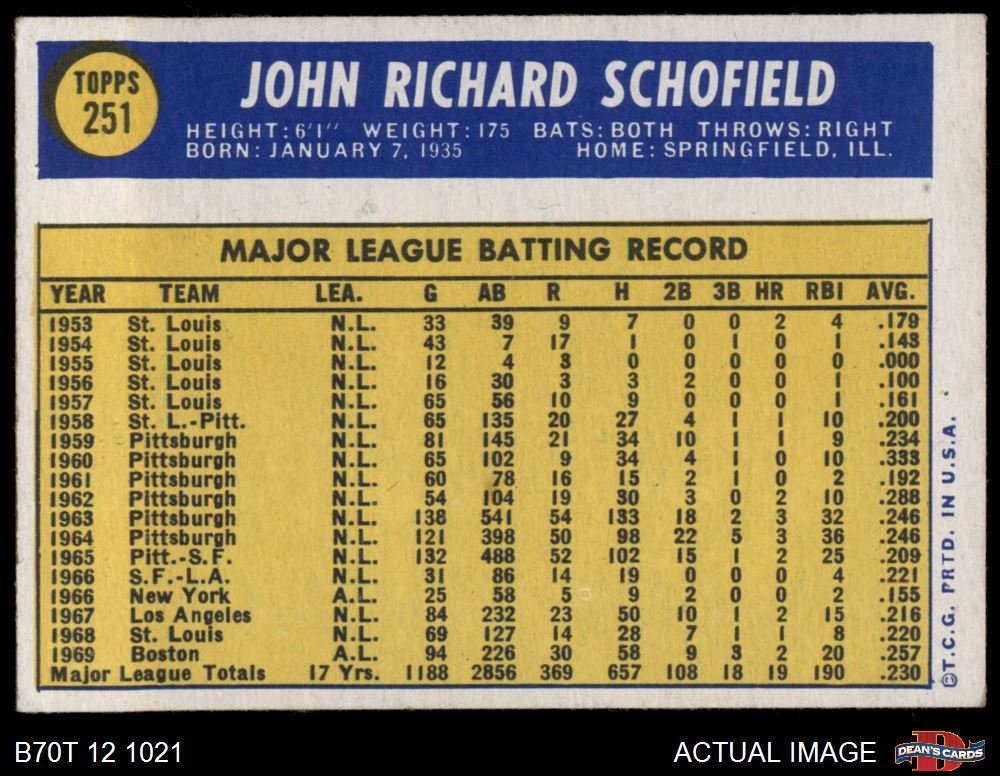 TOPPS
251
JOHN RICHARD SCHOFIELD
HEIGHT: 6'1" WEIGHT: 175 BATS: BOTH THROWS: RIGHT
BORN: JANUARY 7, 1935 HOME: SPRINGFIELD, ILL.
MAJOR LEAGUE BATTING RECORD
YEAR TEAM LEA. G AB R H 2B 3B HR RBI AVG.
1953 St. Louis N.L. 33 39 9 7 0 0 2 4 .179
1954 St. Louis N.L. 43 7 17 1 0 1 0 1 .143
1955 St. Louis N.L. 12 4 3 0 0 0 0 0 .000
1956 St. Louis N.L. 16 30 3 3 2 0 0 1 .100
1957 St. Louis N.L. 65 56 10 9 0 0 0 1 .161
1958 St. L.-Pitt. N.L. 65 135 20 27 4 1 1 10 .200
1959 Pittsburgh N.L. 81 145 21 34 10 1 1 9 .234
1960 Pittsburgh N.L. 65 102 9 34 4 1 0 10 .333
1961 Pittsburgh N.L. 60 78 16 15 2 1 0 2 .192
1962 Pittsburgh N.L. 54 104 19 30 3 0 2 10 .288
1963 Pittsburgh N.L. 138 541 54 133 18 2 3 32 .246
1964 Pittsburgh N.L. 121 398 50 98 22 5 3 36 .246
1965 Pitt.-S.F. N.L. 132 488 52 102 15 1 2 25 .209
1966 S.F.-L.A. N.L. 31 86 14 19 0 0 0 4 .221
1966 New York A.L. 25 58 5 9 2 0 0 2 .155
1967 Los Angeles N.L. 84 232 23 50 10 1 2 15 .216
1968 St. Louis N.L. 69 127 14 28 7 1 1 8 .220
1969 Boston A.L. 94 226 30 58 9 3 2 20 .257
Major League Totals 17 Yrs. 1188 2856 369 657 108 18 19 190 .230
©T.C.G. PRTD. IN U.S.A.
B70T 12 1021 ACTUAL IMAGE DEAN'S CARDS